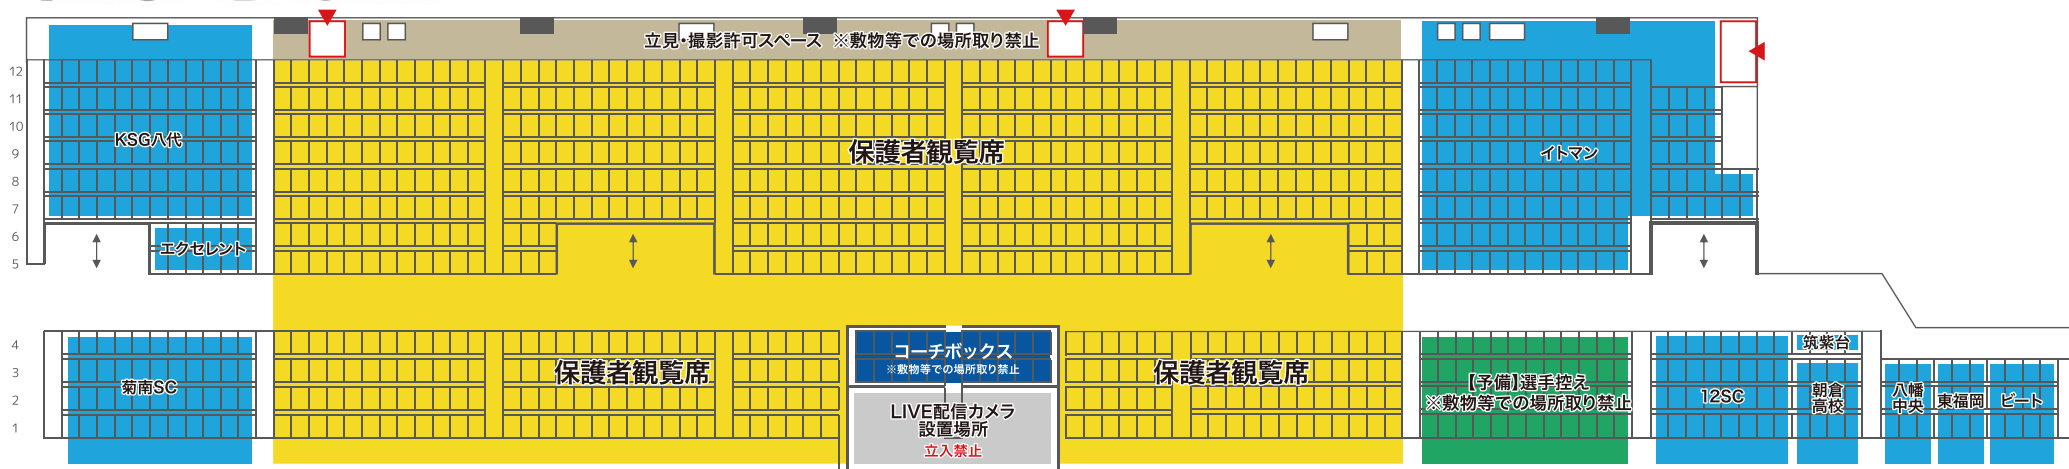 立見・撮影許可スペース ※敷物等での場所取り禁止
12
11
10
9
8
7
6
5
KSG八代
保護者観覧席
イトマン
エクセレント
4
3
2
1
菊南SC
保護者観覧席
コーチボックス
※敷物等での場所取り禁止
LIVE配信カメラ
設置場所
立入禁止
保護者観覧席
【予備】選手控え
※敷物等での場所取り禁止
12SC
筑紫台
朝倉
高校
八幡
中央
東福岡
ビート